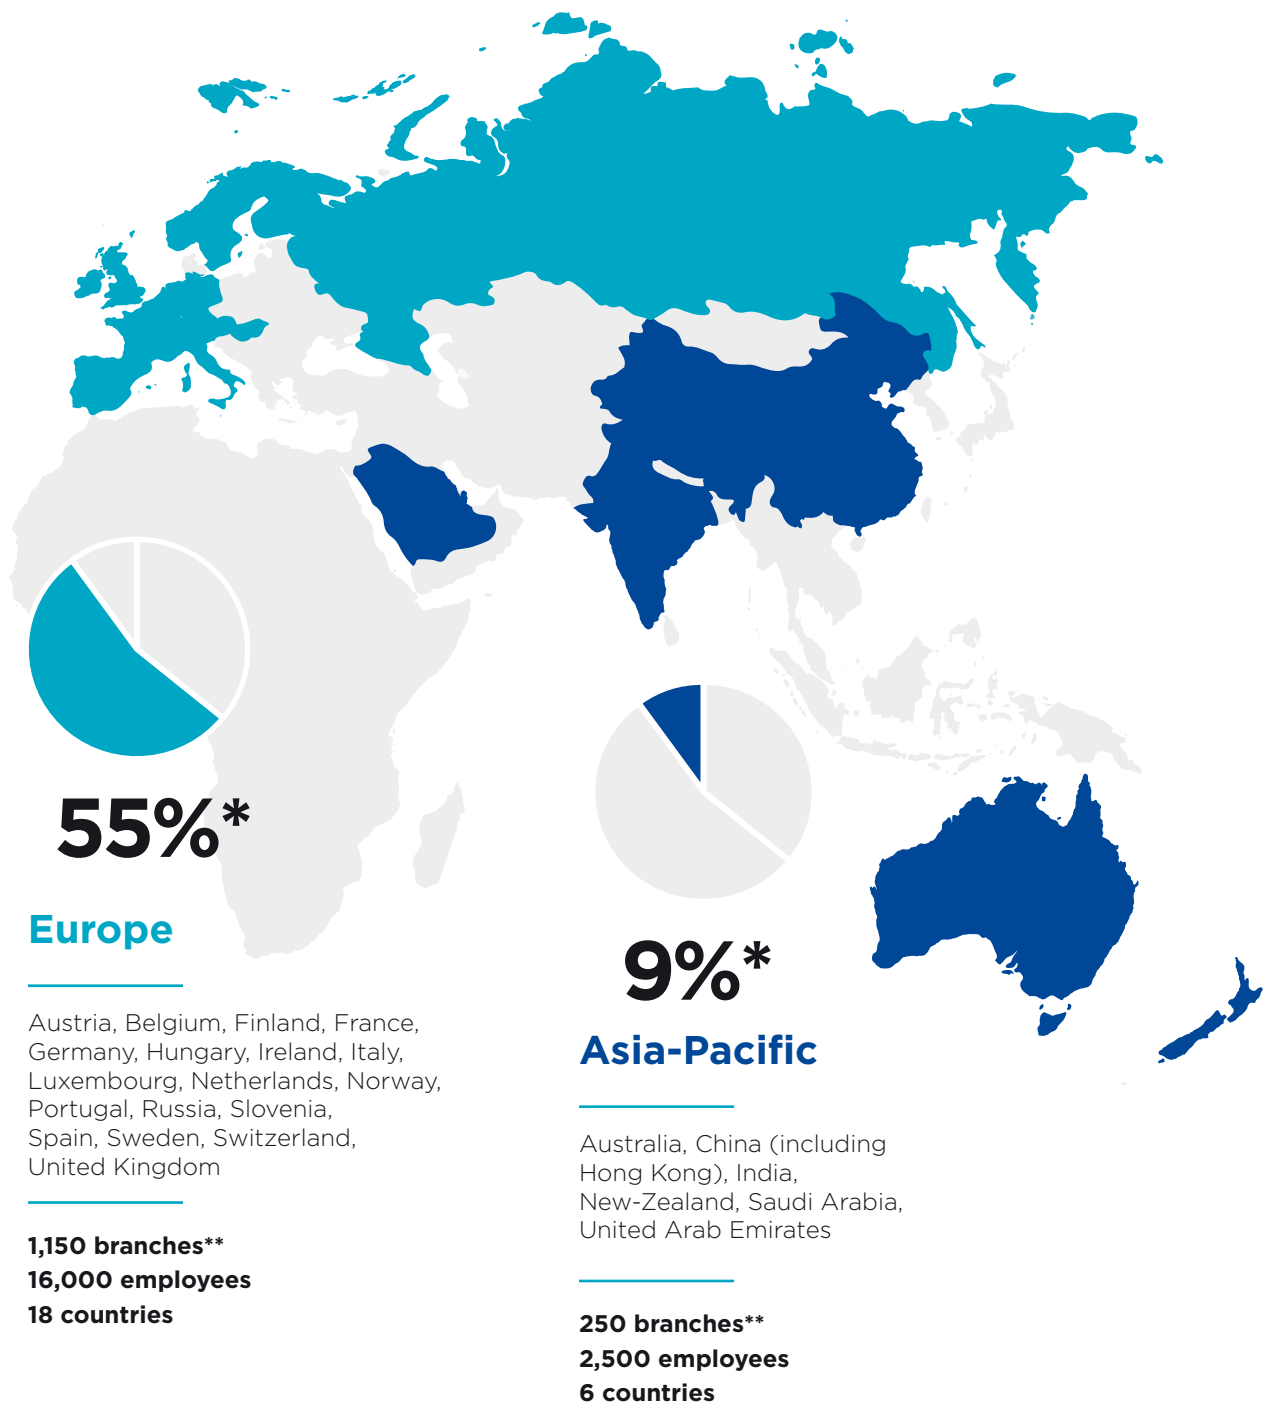 55%*
Europe
Austria, Belgium, Finland, France,
Germany, Hungary, Ireland, Italy,
Luxembourg, Netherlands, Norway,
Portugal, Russia, Slovenia,
Spain, Sweden, Switzerland,
United Kingdom
1,150 branches**
16,000 employees
18 countries
9%*
Asia-Pacific
Australia, China (including
Hong Kong), India,
New-Zealand, Saudi Arabia,
United Arab Emirates
250 branches**
2,500 employees
6 countries